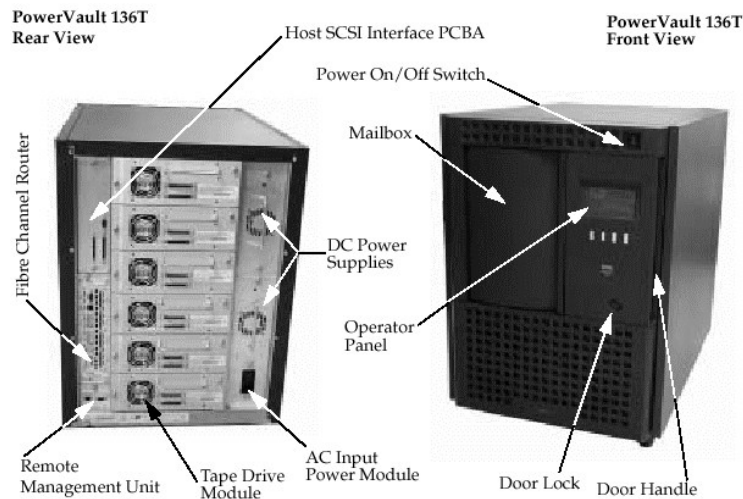 PowerVault 136T
Rear View
Host SCSI Interface PCBA
PowerVault 136T
Front View
Power On/Off Switch
Mailbox
Fibre Channel Router
DC Power
Supplies
Operator
Panel
Remote
Management Unit
Tape Drive
Module
AC Input
Power Module
Door Lock
Door Handle